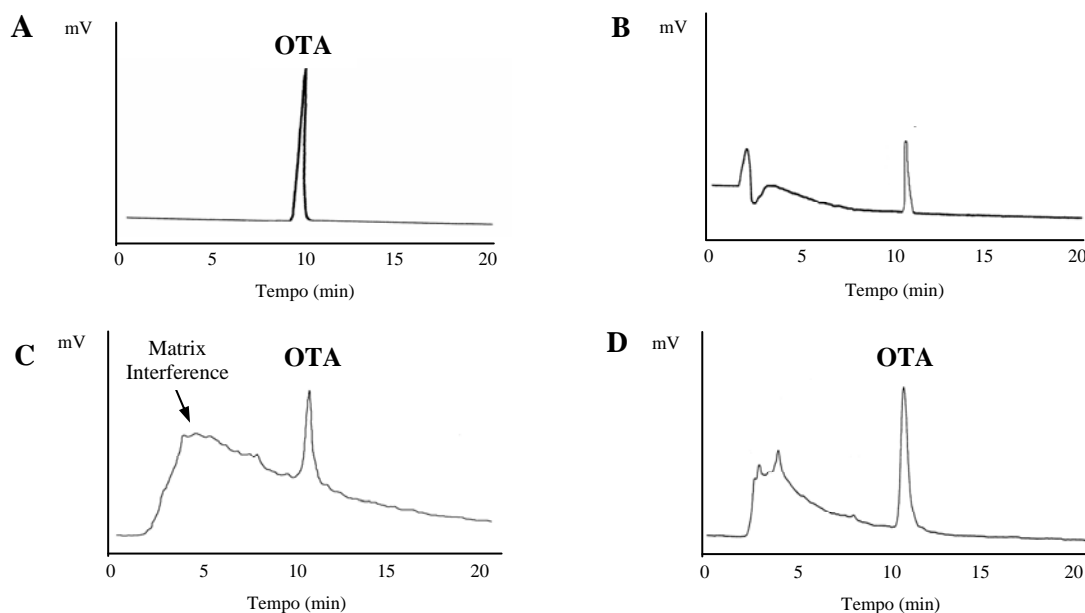 A
mV
OTA
0 5 10 15 20
Tempo (min)
B
mV
0 5 10 15 20
Tempo (min)
C
mV
Matrix
Interference
OTA
0 5 10 15 20
Tempo (min)
D
mV
OTA
0 5 10 15 20
Tempo (min)